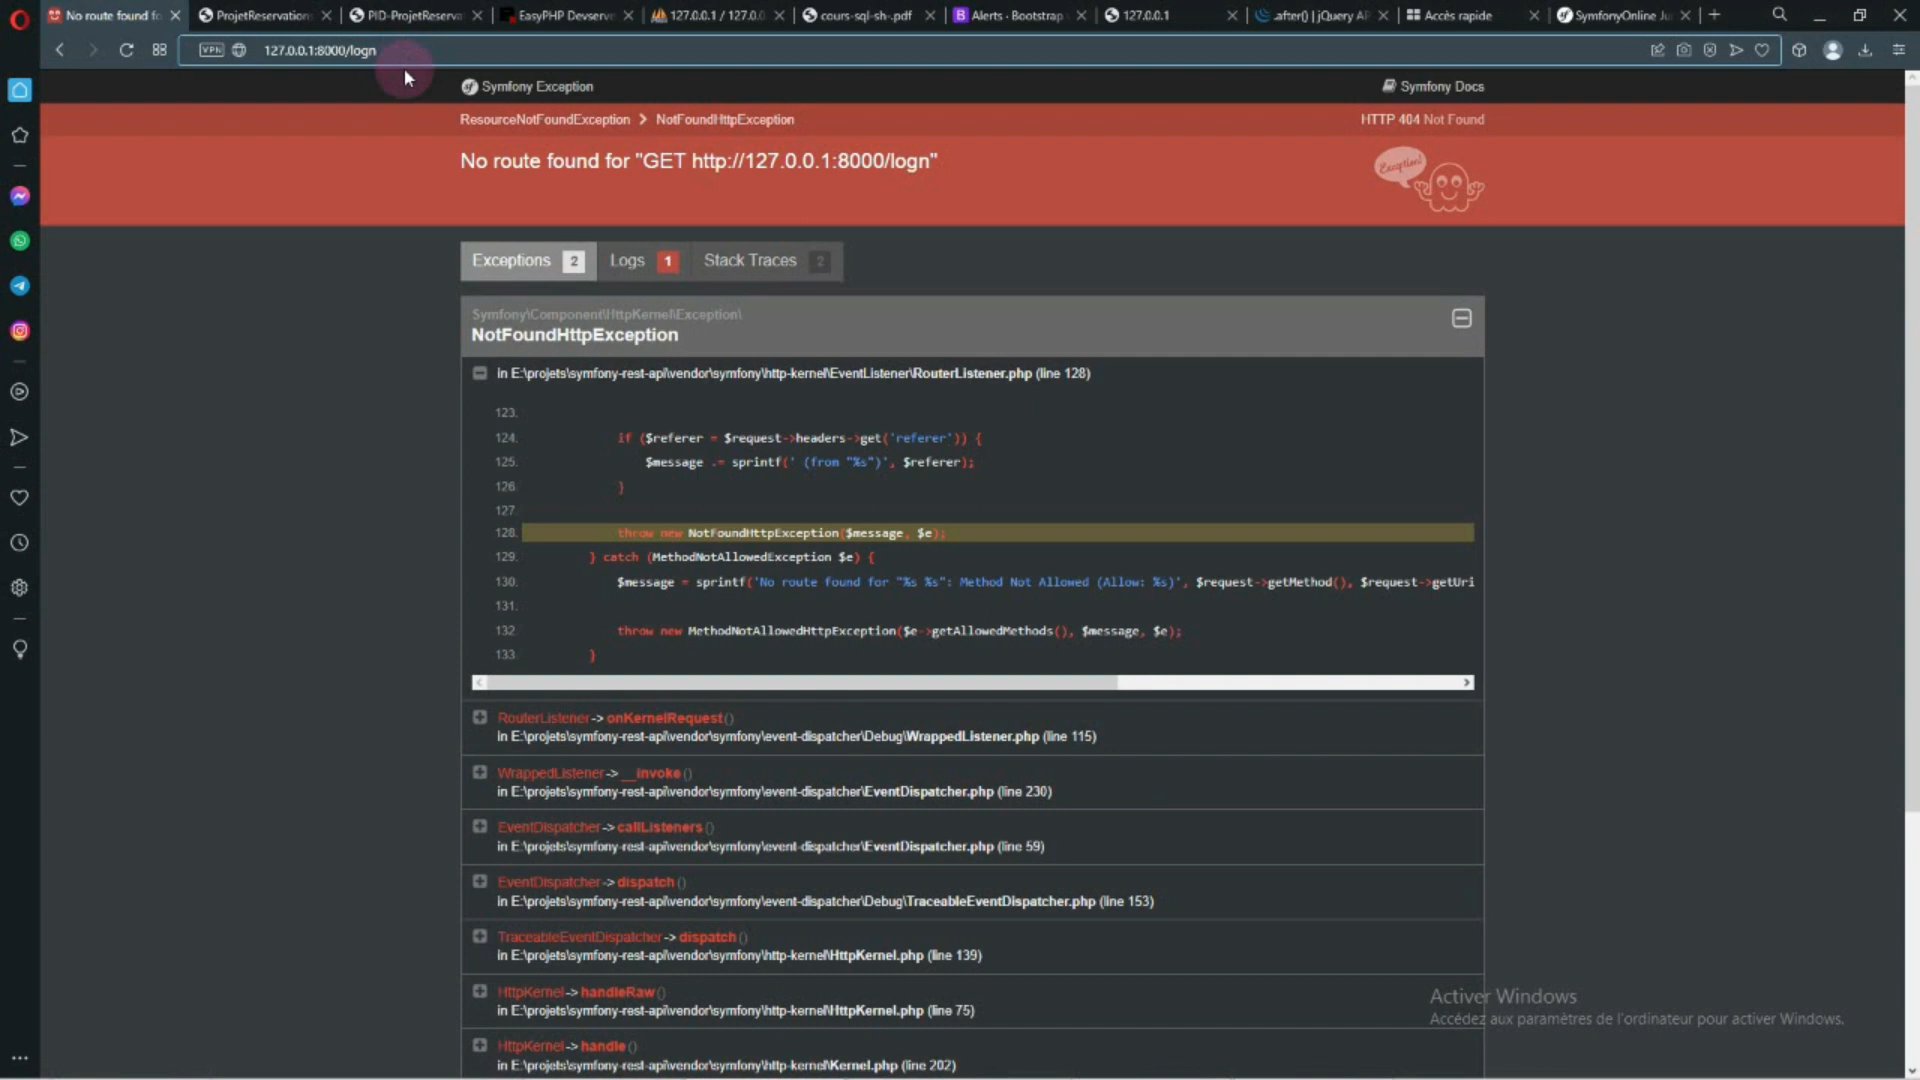 No route found fo
ProjetReservation
PID-ProjetReserva
EasyPHP Devserve
127.0.0.1 / 127.0.0
cours-sql-sh-.pdf
Alerts · Bootstrap
127.0.0.1
.after() | jQuery AP
Accès rapide
SymfonyOnline Ju
VPN
127.0.0.1:8000/logn
Symfony Exception
Symfony Docs
ResourceNotFoundException > NotFoundHttpException
HTTP 404 Not Found
No route found for "GET http://127.0.0.1:8000/logn"
Exception!
Exceptions 2
Logs 1
Stack Traces 2
Symfony\Component\HttpKernel\Exception\
NotFoundHttpException
in E:\projets\symfony-rest-api\vendor\symfony\http-kernel\EventListener\RouterListener.php (line 128)
123.
124. if ($referer = $request->headers->get('referer')) {
125. $message .= sprintf(' (from "%s")', $referer);
126. }
127.
128. throw new NotFoundHttpException($message, $e);
129. } catch (MethodNotAllowedException $e) {
130. $message = sprintf('No route found for "%s %s": Method Not Allowed (Allow: %s)', $request->getMethod(), $request->getUri
131.
132. throw new MethodNotAllowedHttpException($e->getAllowedMethods(), $message, $e);
133. }
RouterListener->onKernelRequest()
in E:\projets\symfony-rest-api\vendor\symfony\event-dispatcher\Debug\WrappedListener.php (line 115)
WrappedListener->__invoke()
in E:\projets\symfony-rest-api\vendor\symfony\event-dispatcher\EventDispatcher.php (line 230)
EventDispatcher->callListeners()
in E:\projets\symfony-rest-api\vendor\symfony\event-dispatcher\EventDispatcher.php (line 59)
EventDispatcher->dispatch()
in E:\projets\symfony-rest-api\vendor\symfony\event-dispatcher\Debug\TraceableEventDispatcher.php (line 153)
TraceableEventDispatcher->dispatch()
in E:\projets\symfony-rest-api\vendor\symfony\http-kernel\HttpKernel.php (line 139)
HttpKernel->handleRaw()
in E:\projets\symfony-rest-api\vendor\symfony\http-kernel\HttpKernel.php (line 75)
HttpKernel->handle()
in E:\projets\symfony-rest-api\vendor\symfony\http-kernel\Kernel.php (line 202)
Activer Windows
Accédez aux paramètres de l'ordinateur pour activer Windows.